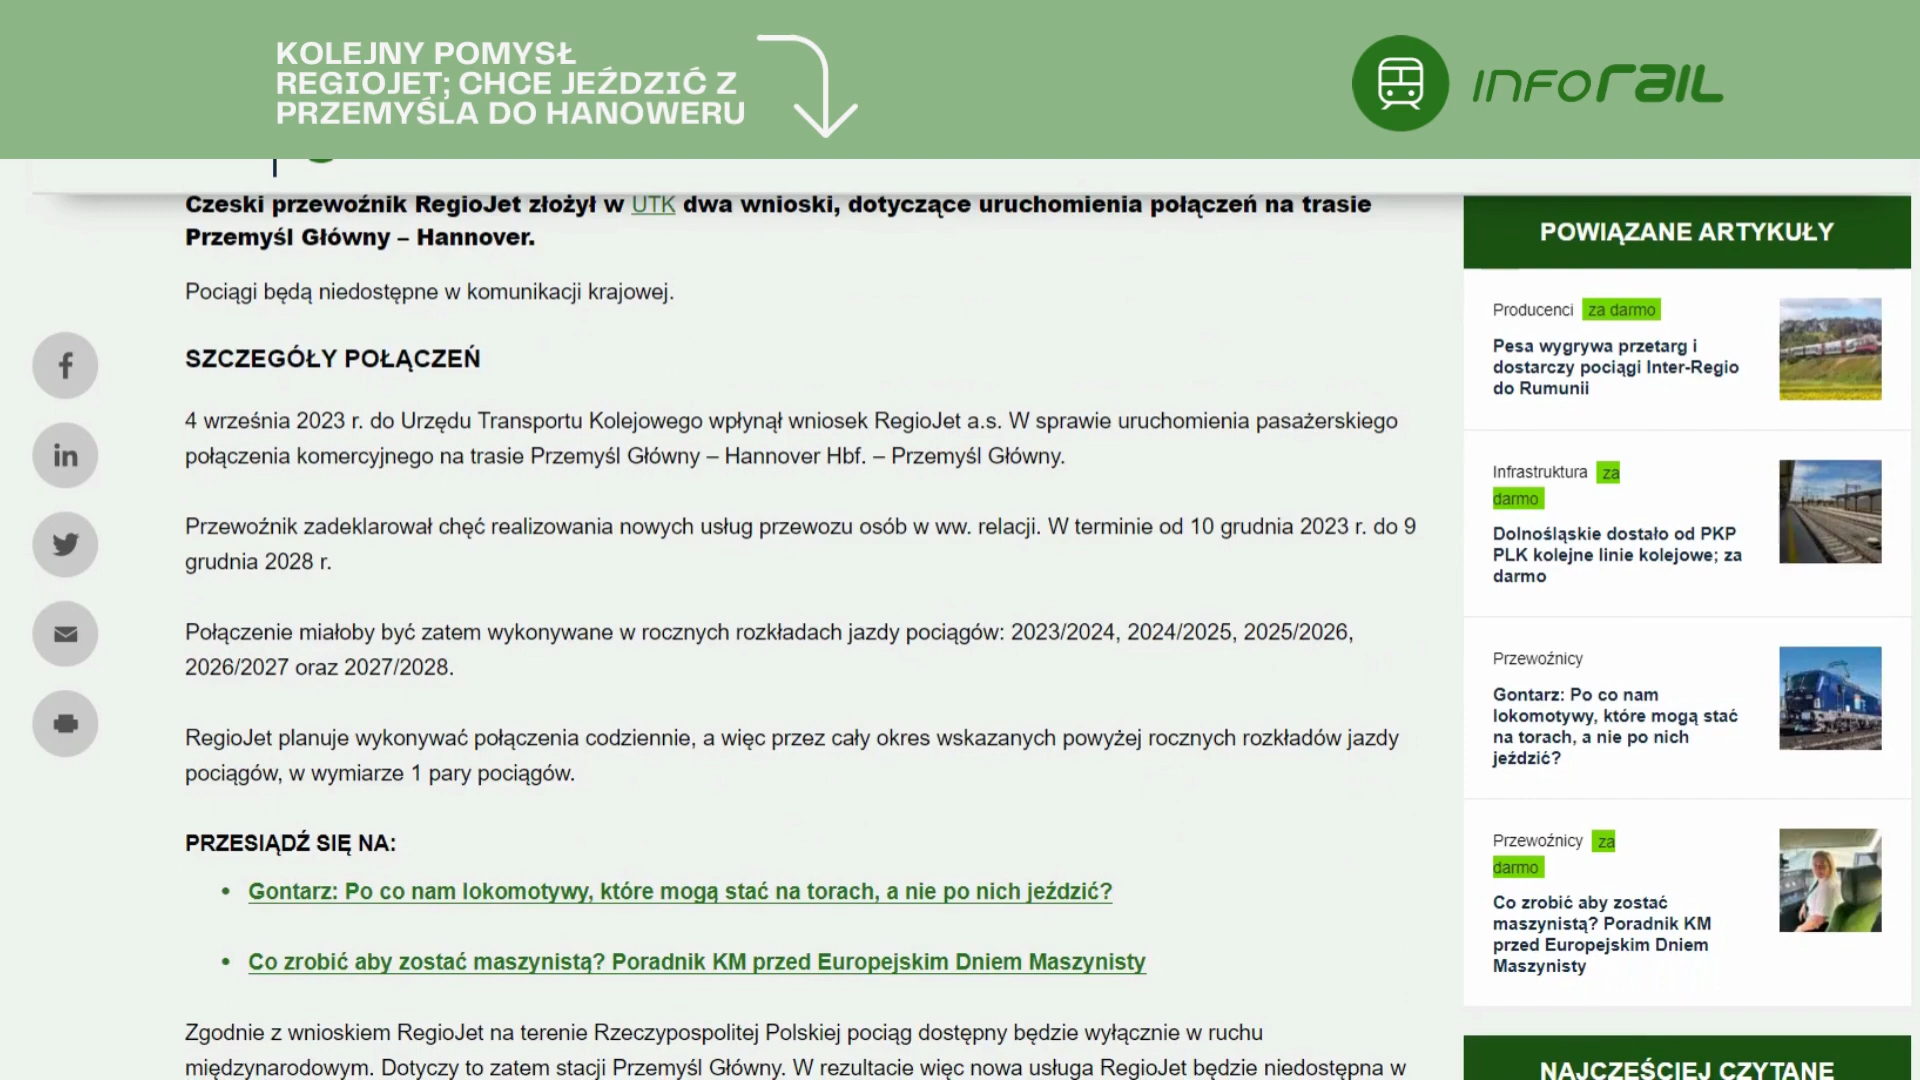 KOLEJNY POMYSŁ
REGIOJET; CHCE JEŹDZIĆ Z
PRZEMYŚLA DO HANOWERU
INFORAIL
Czeski przewoźnik RegioJet złożył w UTK dwa wnioski, dotyczące uruchomienia połączeń na trasie
Przemyśl Główny – Hannover.
Pociągi będą niedostępne w komunikacji krajowej.
SZCZEGÓŁY POŁĄCZEŃ
4 września 2023 r. do Urzędu Transportu Kolejowego wpłynął wniosek RegioJet a.s. W sprawie uruchomienia pasażerskiego
połączenia komercyjnego na trasie Przemyśl Główny – Hannover Hbf. – Przemyśl Główny.
Przewoźnik zadeklarował chęć realizowania nowych usług przewozu osób w ww. relacji. W terminie od 10 grudnia 2023 r. do 9
grudnia 2028 r.
Połączenie miałoby być zatem wykonywane w rocznych rozkładach jazdy pociągów: 2023/2024, 2024/2025, 2025/2026,
2026/2027 oraz 2027/2028.
RegioJet planuje wykonywać połączenia codziennie, a więc przez cały okres wskazanych powyżej rocznych rozkładów jazdy
pociągów, w wymiarze 1 pary pociągów.
PRZESIĄDŹ SIĘ NA:
• Gontarz: Po co nam lokomotywy, które mogą stać na torach, a nie po nich jeździć?
• Co zrobić aby zostać maszynistą? Poradnik KM przed Europejskim Dniem Maszynisty
Zgodnie z wnioskiem RegioJet na terenie Rzeczypospolitej Polskiej pociąg dostępny będzie wyłącznie w ruchu
międzynarodowym. Dotyczy to zatem stacji Przemyśl Główny. W rezultacie więc nowa usługa RegioJet będzie niedostępna w
POWIĄZANE ARTYKUŁY
Producenci za darmo
Pesa wygrywa przetarg i
dostarczy pociągi Inter-Regio
do Rumunii
Infrastruktura za
darmo
Dolnośląskie dostało od PKP
PLK kolejne linie kolejowe; za
darmo
Przewoźnicy
Gontarz: Po co nam
lokomotywy, które mogą stać
na torach, a nie po nich
jeździć?
Przewoźnicy za
darmo
Co zrobić aby zostać
maszynistą? Poradnik KM
przed Europejskim Dniem
Maszynisty
NAJCZĘŚCIEJ CZYTANE